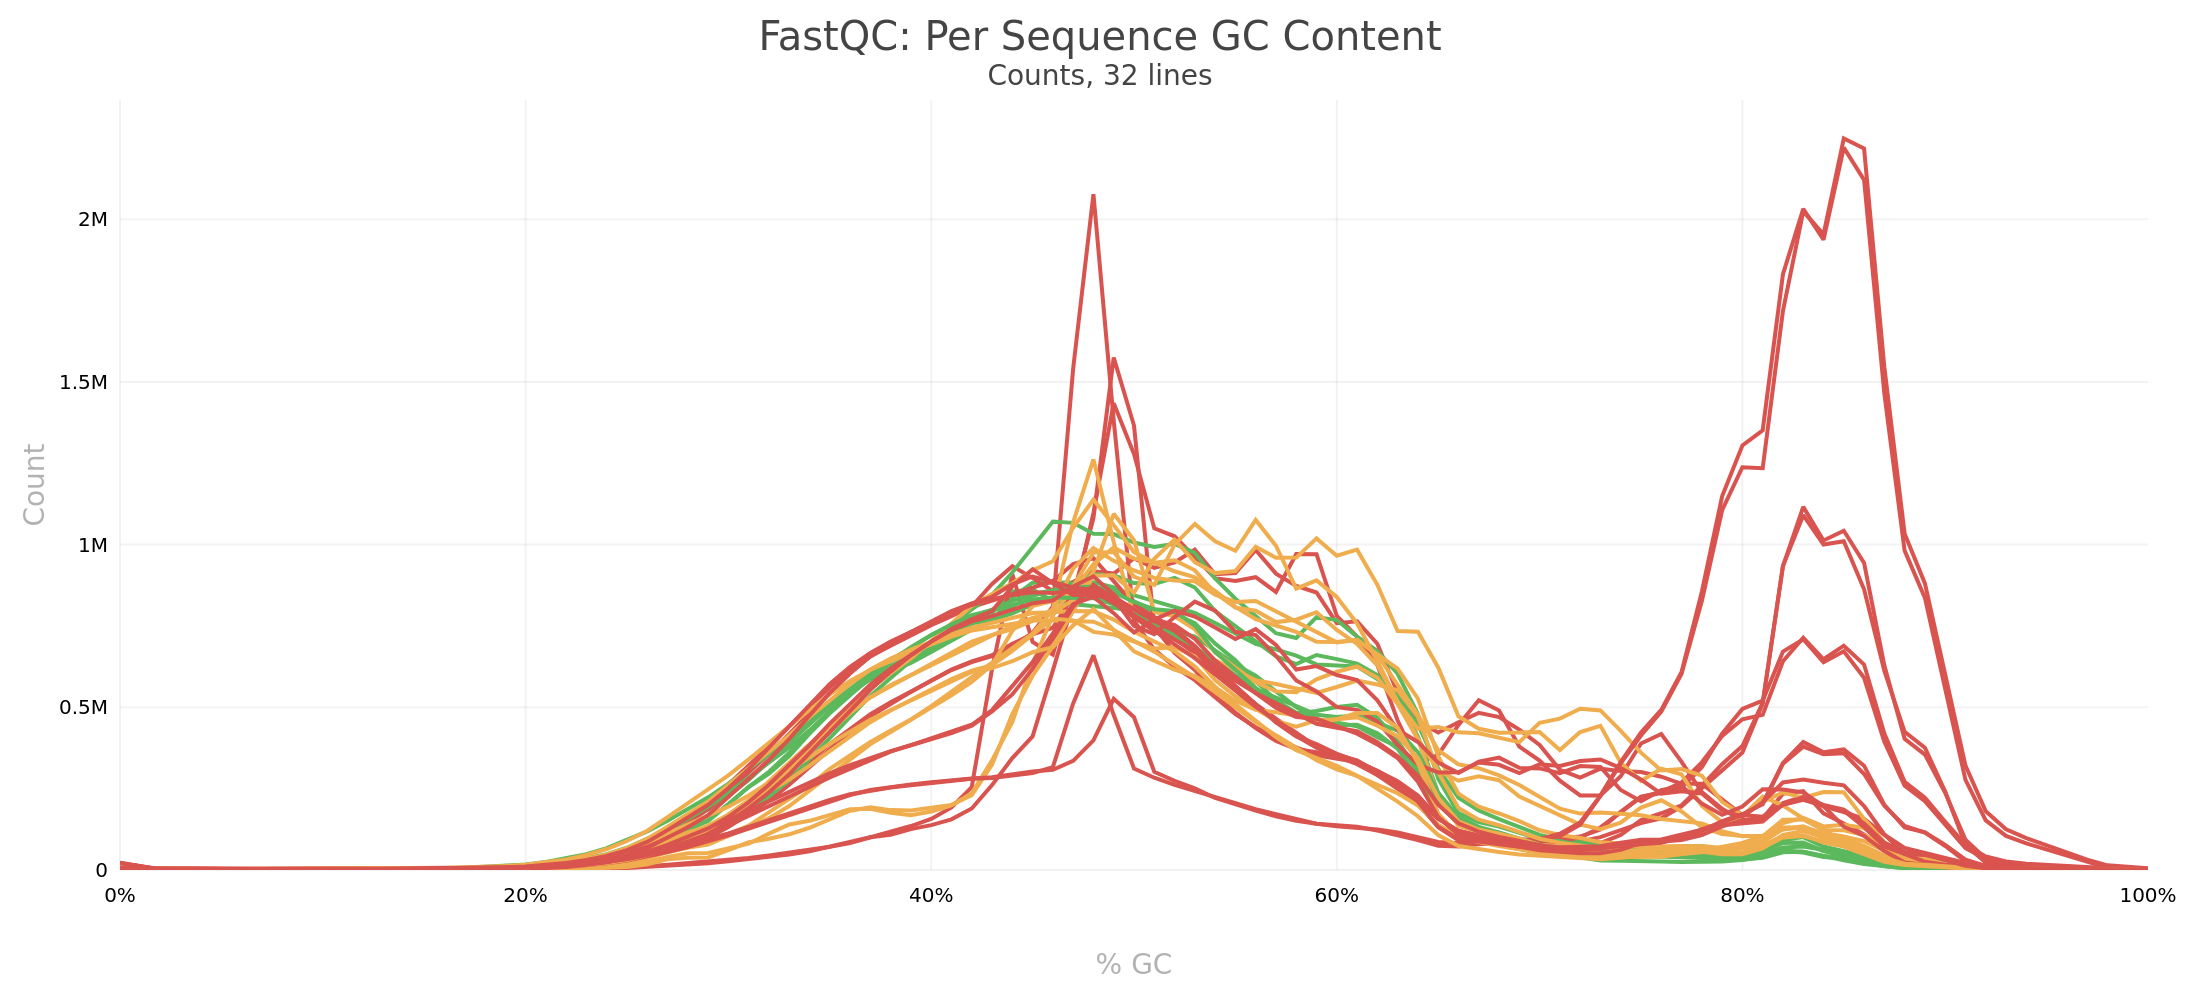 FastQC: Per Sequence GC Content
Counts, 32 lines
2M
1.5M
1M
0.5M
0
Count
0%
20%
40%
60%
80%
100%
% GC